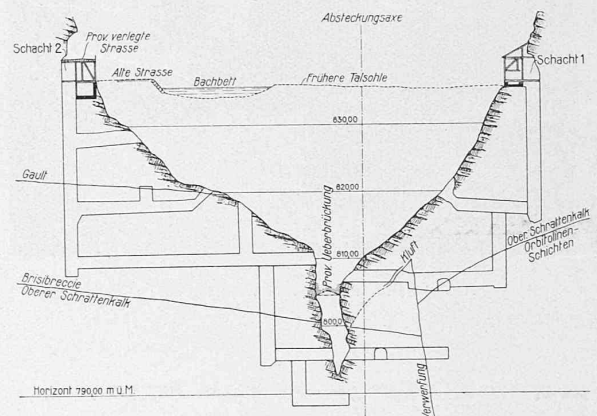 Absteckungsaxe
Schacht 2
Prov. verlegte
Strasse
Schacht 1
Alte Strasse
Bachbett
frühere Talsohle
830,00
Gault
820,00
Prov. Ueberbrückung
Ober Schrattenkalk
Orbitolinen-
Schichten
810,00
Kluft
Brisibreccie
Oberer Schrattenkalk
800,0
Horizont 790,00 m ü.M.
Verwerfung